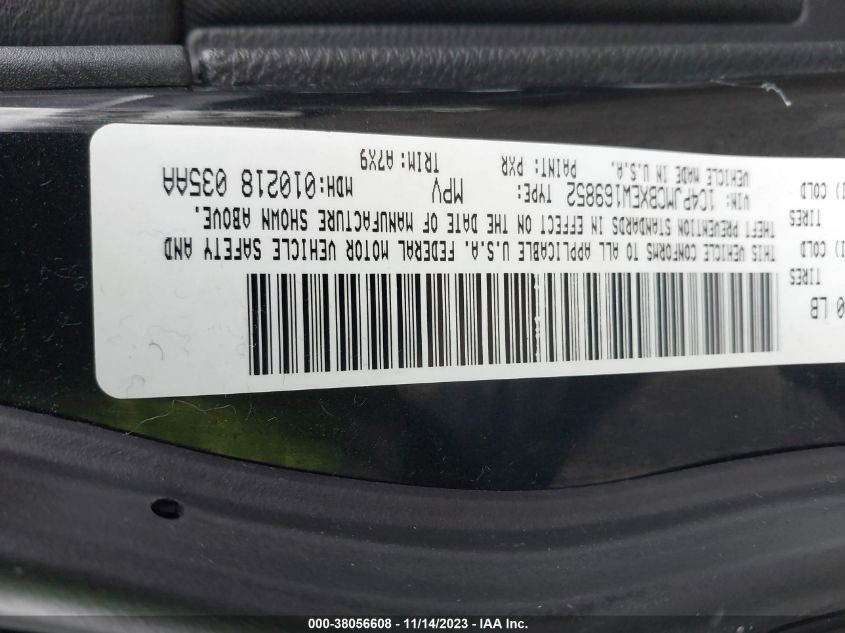 0 LB
TIRES
I) COLD
TIRES
I) COLD
THIS VEHICLE CONFORMS TO ALL APPLICABLE U.S.A. FEDERAL MOTOR VEHICLE SAFETY AND
THEFT PREVENTION STANDARDS IN EFFECT ON THE DATE OF MANUFACTURE SHOWN ABOVE.
VIN: 1C4PJMCBXEW169852 TYPE: MPV MDH:010218 035AA
VEHICLE MADE IN U.S.A. PAINT: PXR TRIM: A7X9
000-38056608 - 11/14/2023 - IAA Inc.